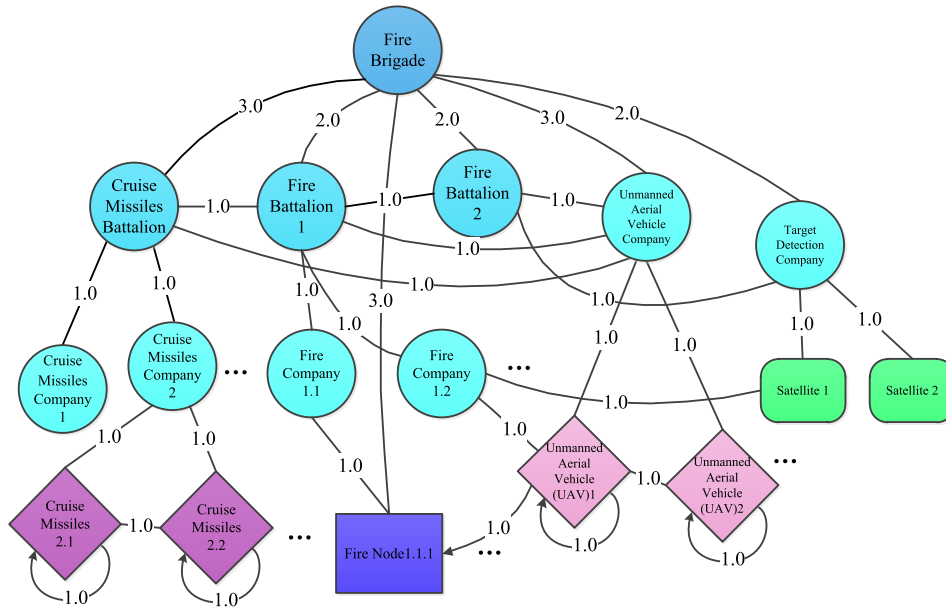 Fire
Brigade
3.0
2.0
2.0
3.0
2.0
Cruise
Missiles
Battalion
1.0
Fire
Battalion
1
1.0
Fire
Battalion
2
1.0
Unmanned
Aerial
Vehicle
Company
Target
Detection
Company
1.0
1.0
1.0
3.0
1.0
1.0
1.0
1.0
1.0
1.0
1.0
1.0
Cruise
Missiles
Company
1
Cruise
Missiles
Company
2
...
Fire
Company
1.1
Fire
Company
1.2
...
1.0
Satellite 1
Satellite 2
1.0
1.0
1.0
1.0
Cruise
Missiles
2.1
1.0
Cruise
Missiles
2.2
...
Fire Node1.1.1
1.0
...
Unmanned
Aerial
Vehicle
(UAV)1
1.0
Unmanned
Aerial
Vehicle
(UAV)2
...
1.0
1.0
1.0
1.0